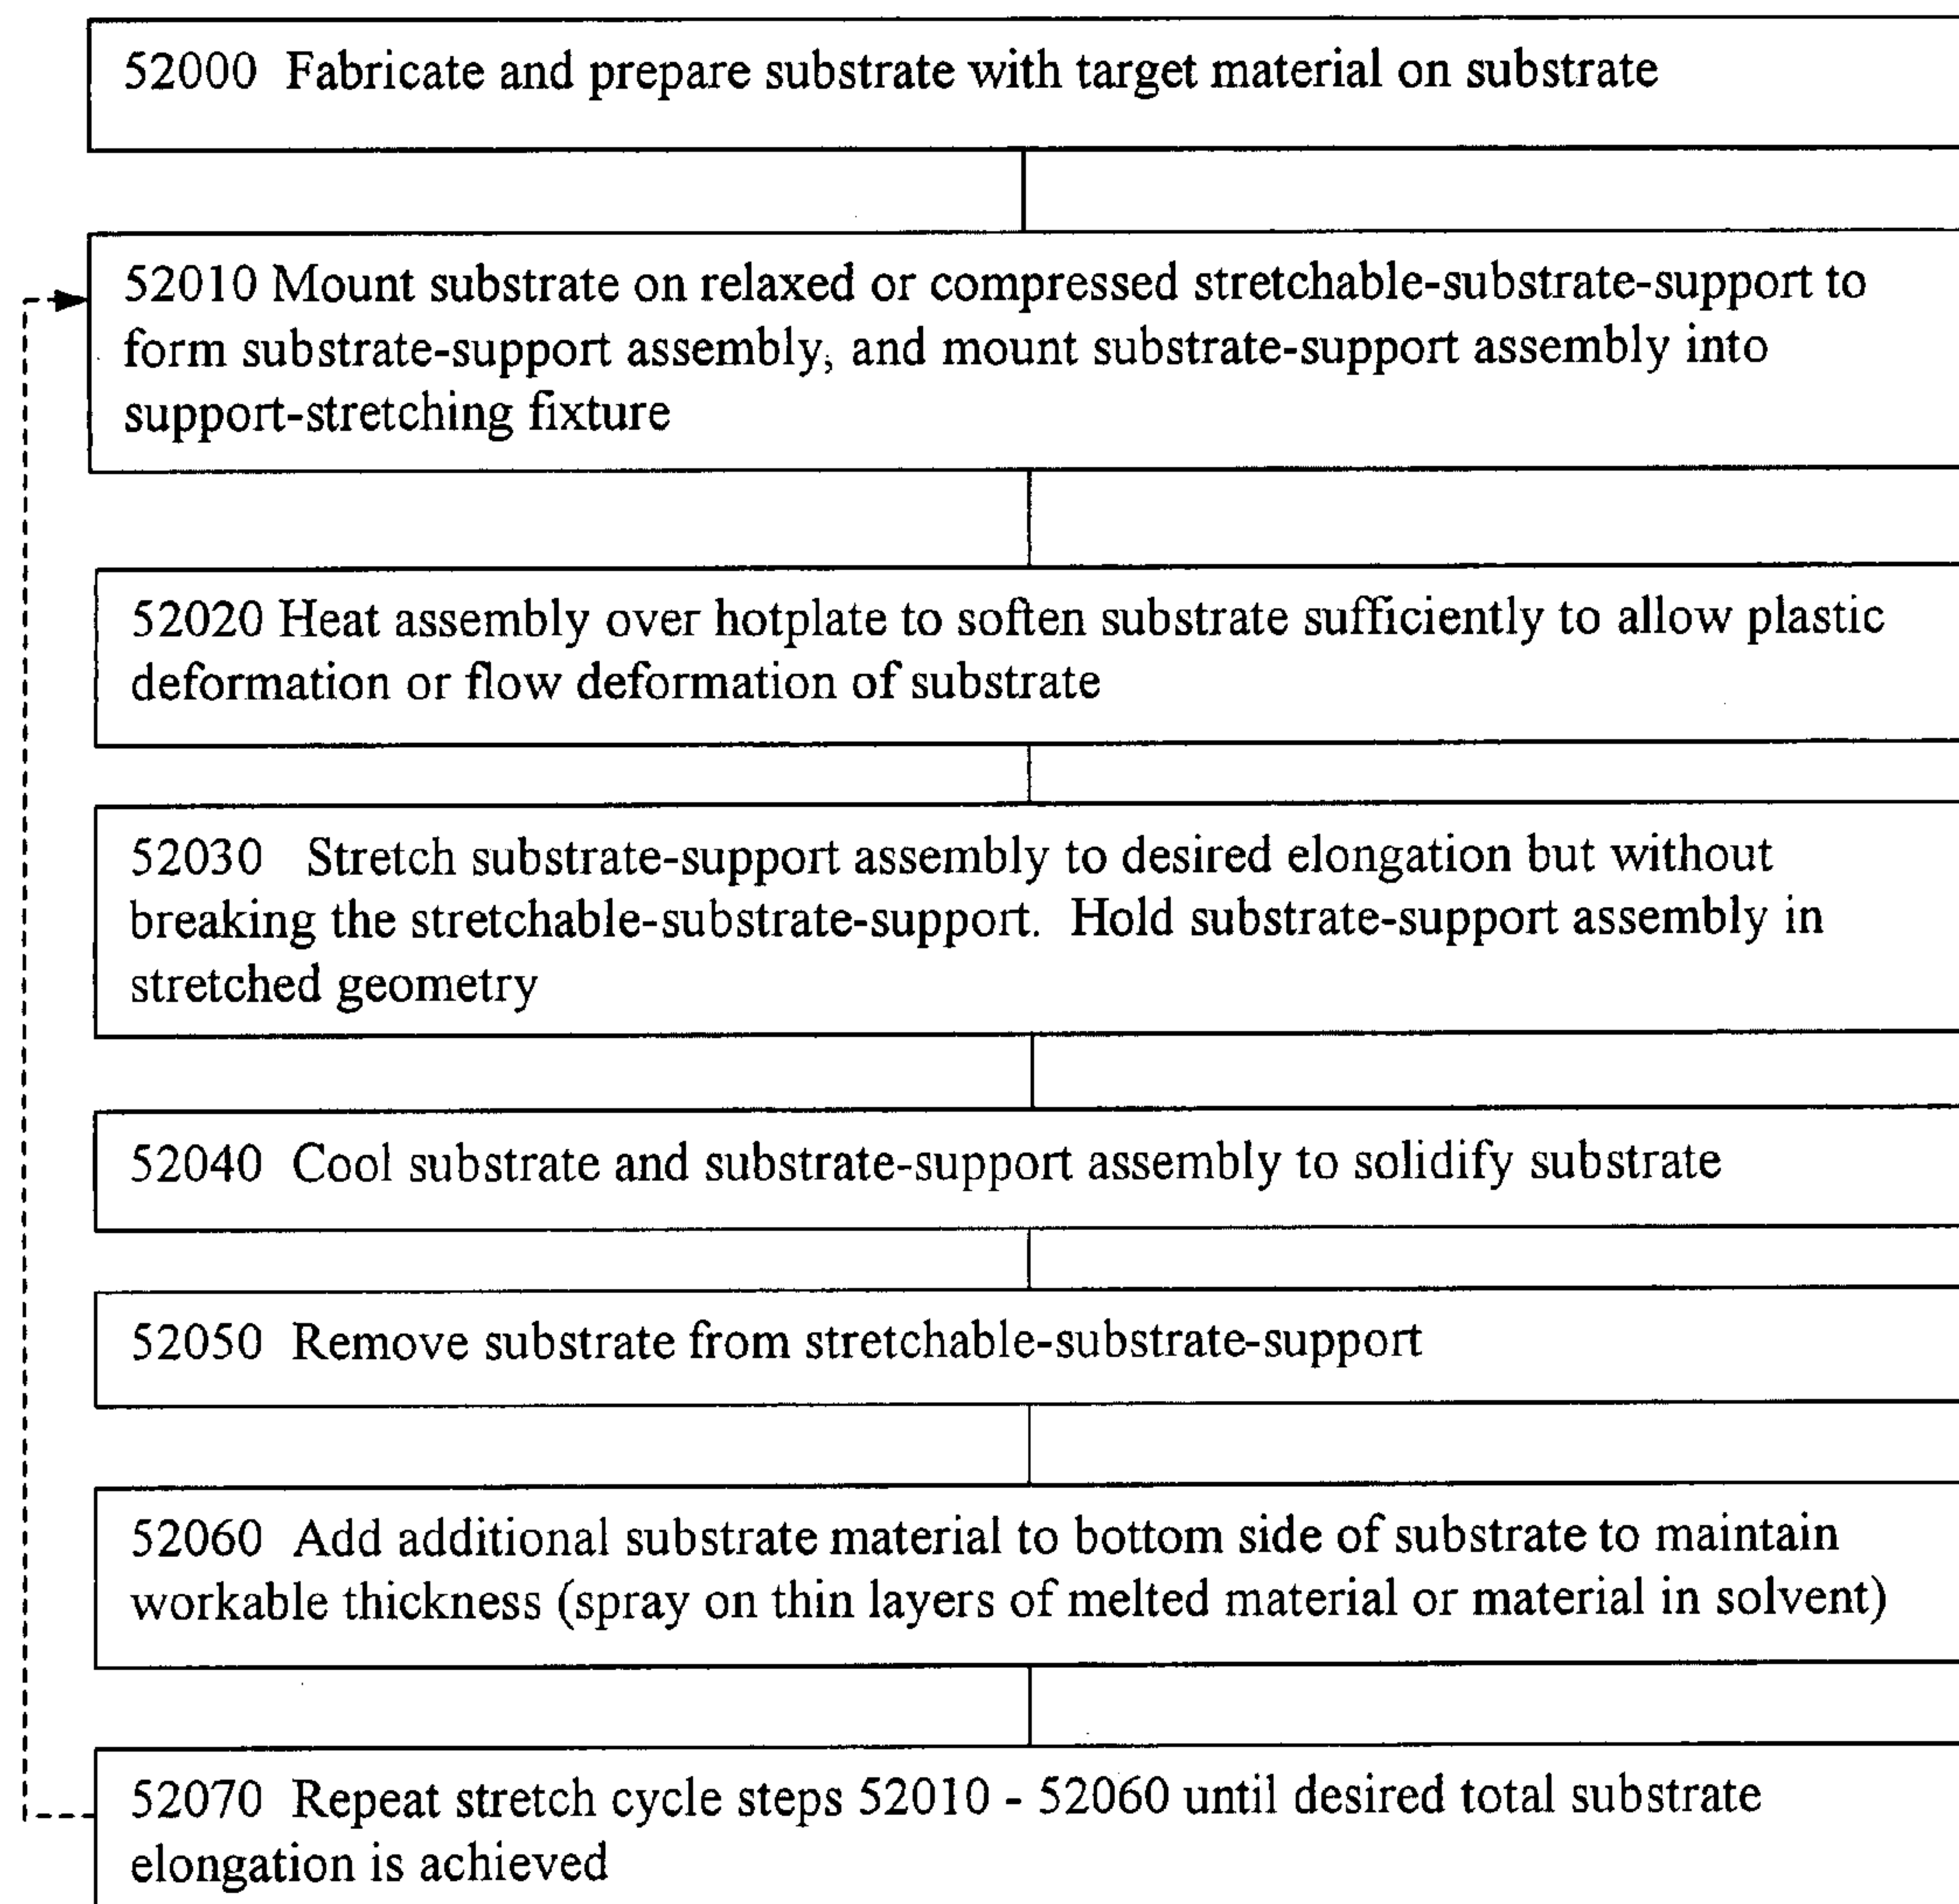 52000  Fabricate and prepare substrate with target material on substrate
52010 Mount substrate on relaxed or compressed stretchable-substrate-support to
form substrate-support assembly, and mount substrate-support assembly into
support-stretching fixture
52020 Heat assembly over hotplate to soften substrate sufficiently to allow plastic
deformation or flow deformation of substrate
52030   Stretch substrate-support assembly to desired elongation but without
breaking the stretchable-substrate-support.  Hold substrate-support assembly in
stretched geometry
52040  Cool substrate and substrate-support assembly to solidify substrate
52050  Remove substrate from stretchable-substrate-support
52060  Add additional substrate material to bottom side of substrate to maintain
workable thickness (spray on thin layers of melted material or material in solvent)
52070  Repeat stretch cycle steps 52010 - 52060 until desired total substrate
elongation is achieved